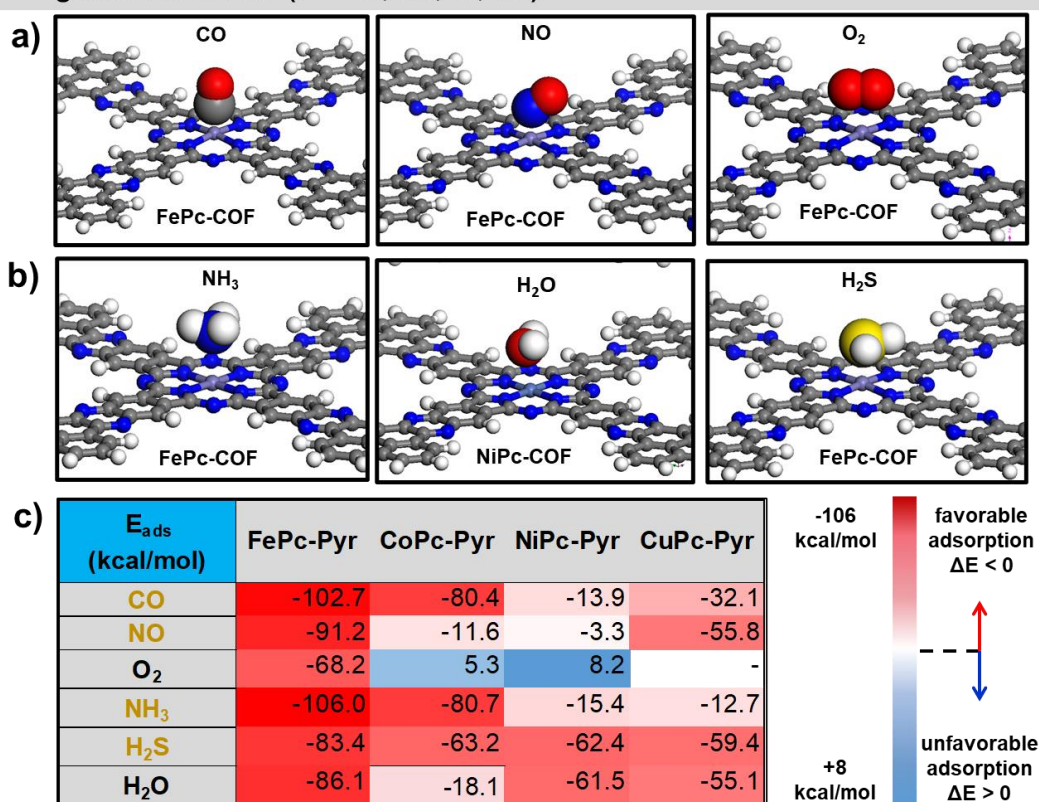 a)
CO
NO
O₂
FePc-COF
FePc-COF
FePc-COF
b)
NH₃
H₂O
H₂S
FePc-COF
NiPc-COF
FePc-COF
c)
E_ads (kcal/mol) FePc-Pyr CoPc-Pyr NiPc-Pyr CuPc-Pyr
CO -102.7 -80.4 -13.9 -32.1
NO -91.2 -11.6 -3.3 -55.8
O₂ -68.2 5.3 8.2 -
NH₃ -106.0 -80.7 -15.4 -12.7
H₂S -83.4 -63.2 -62.4 -59.4
H₂O -86.1 -18.1 -61.5 -55.1
-106
kcal/mol
favorable
adsorption
ΔE < 0
+8
kcal/mol
unfavorable
adsorption
ΔE > 0